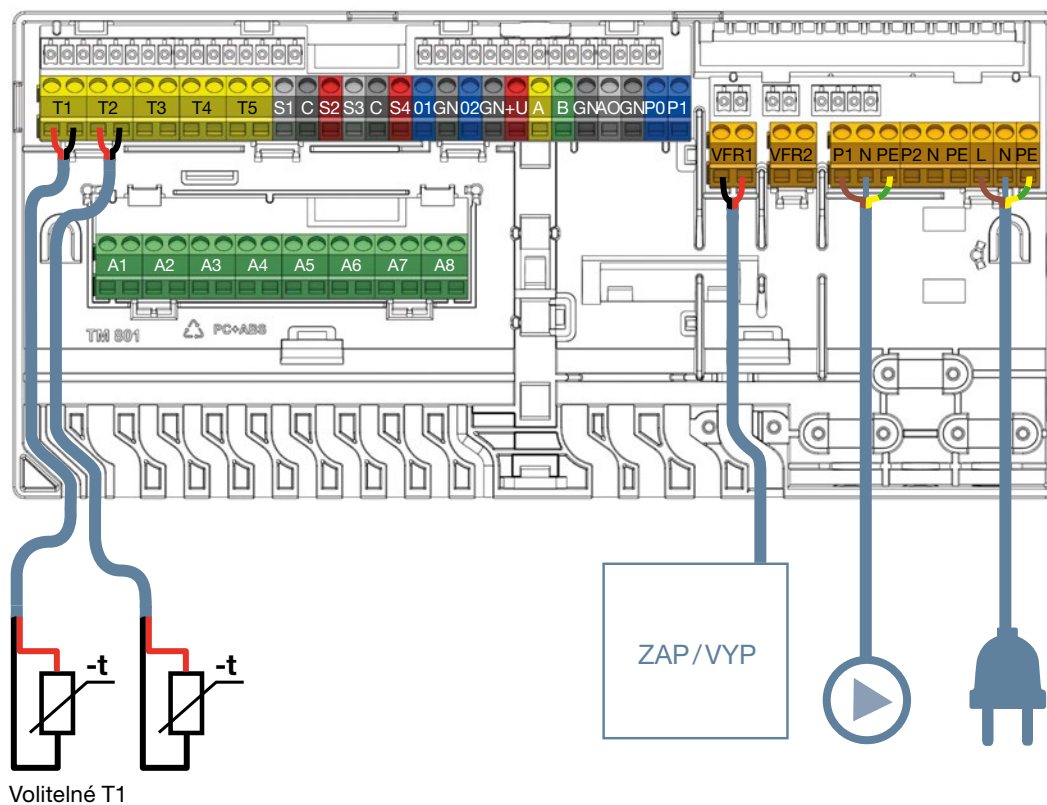 T1 T2 T3 T4 T5 S1 C S2 S3 C S4 01 GN 02 GN +U A B GN AO GN P0 P1
VFR1 VFR2 P1 N PE P2 N PE L N PE
A1 A2 A3 A4 A5 A6 A7 A8
TM 801 PC+ABS
ZAP/VYP
-t -t
Volitelné T1